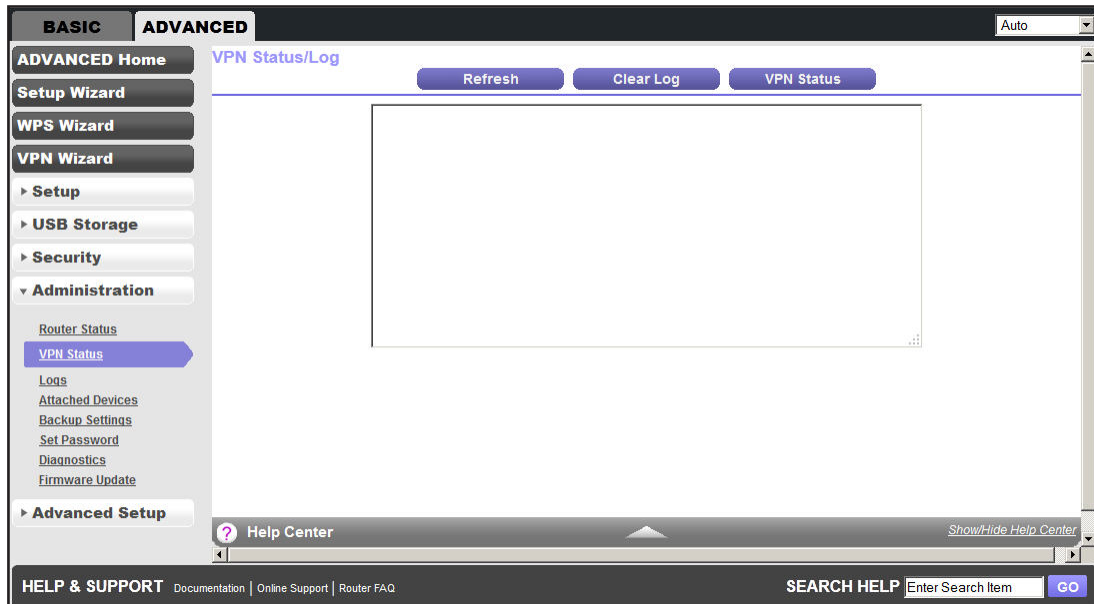 BASIC ADVANCED Auto
ADVANCED Home
Setup Wizard
WPS Wizard
VPN Wizard
Setup
USB Storage
Security
Administration
Router Status
VPN Status
Logs
Attached Devices
Backup Settings
Set Password
Diagnostics
Firmware Update
Advanced Setup
VPN Status/Log
Refresh Clear Log VPN Status
? Help Center Show/Hide Help Center
HELP & SUPPORT Documentation | Online Support | Router FAQ SEARCH HELP Enter Search Item GO